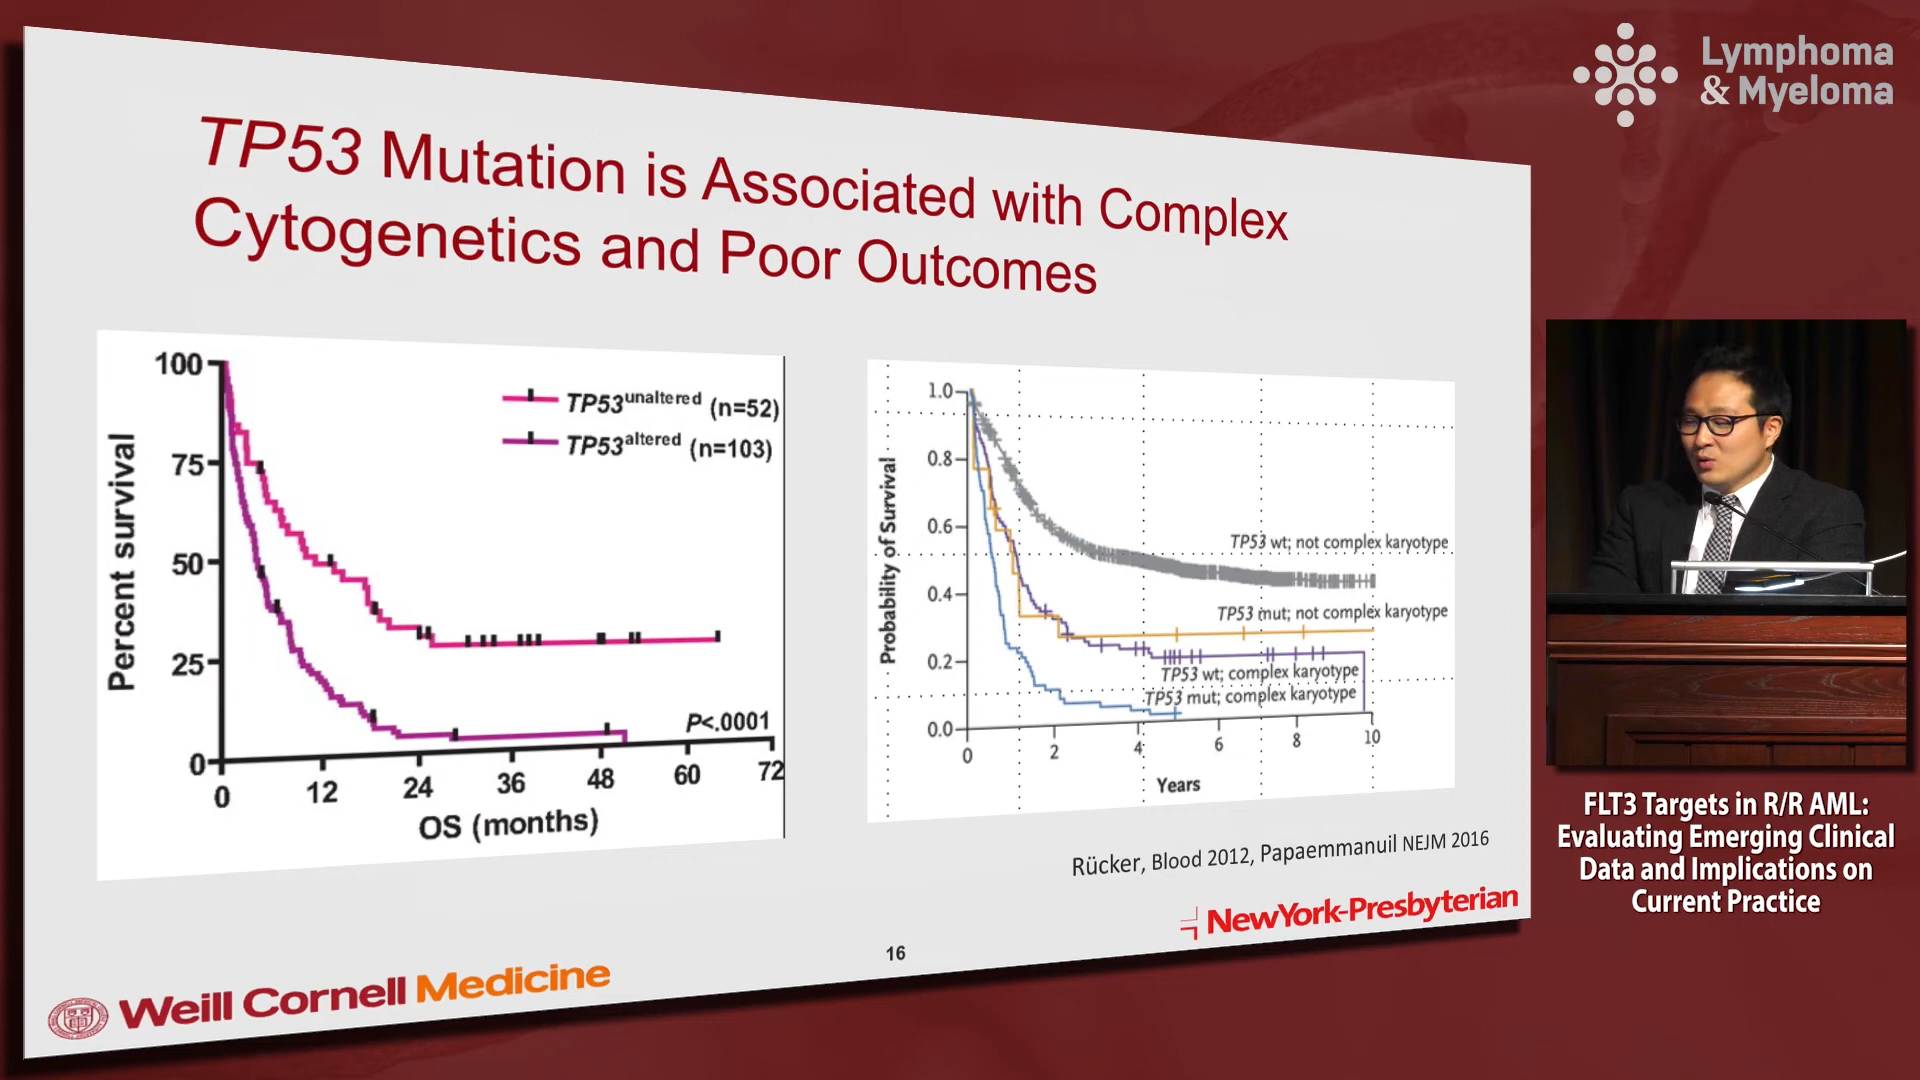 Lymphoma
& Myeloma
TP53 Mutation is Associated with Complex
Cytogenetics and Poor Outcomes
100
75
50
25
0
Percent survival
TP53unaltered (n=52)
TP53altered (n=103)
P<.0001
0 12 24 36 48 60 72
OS (months)
1.0
0.8
0.6
0.4
0.2
0.0
Probability of Survival
TP53 wt; not complex karyotype
TP53 mut; not complex karyotype
TP53 wt; complex karyotype
TP53 mut; complex karyotype
0 2 4 6 8 10
Years
Rücker, Blood 2012, Papaemmanuil NEJM 2016
NewYork-Presbyterian
16
Weill Cornell Medicine
FLT3 Targets in R/R AML:
Evaluating Emerging Clinical
Data and Implications on
Current Practice